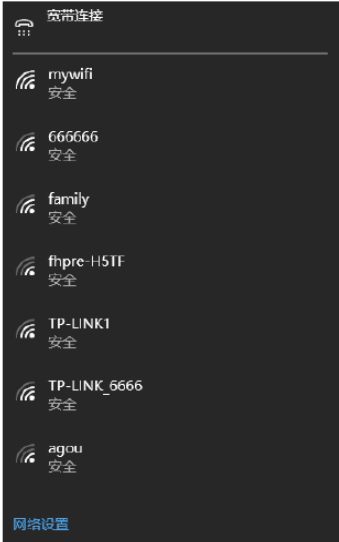 宽带连接
mywifi
安全
666666
安全
family
安全
fhpre-H5TF
安全
TP-LINK1
安全
TP-LINK_6666
安全
agou
安全
网络设置